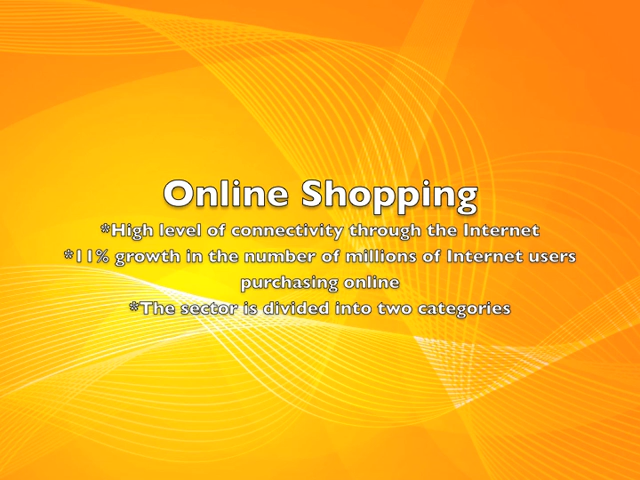 Online Shopping
*High level of connectivity through the Internet
*11% growth in the number of millions of Internet users
purchasing online
*The sector is divided into two categories